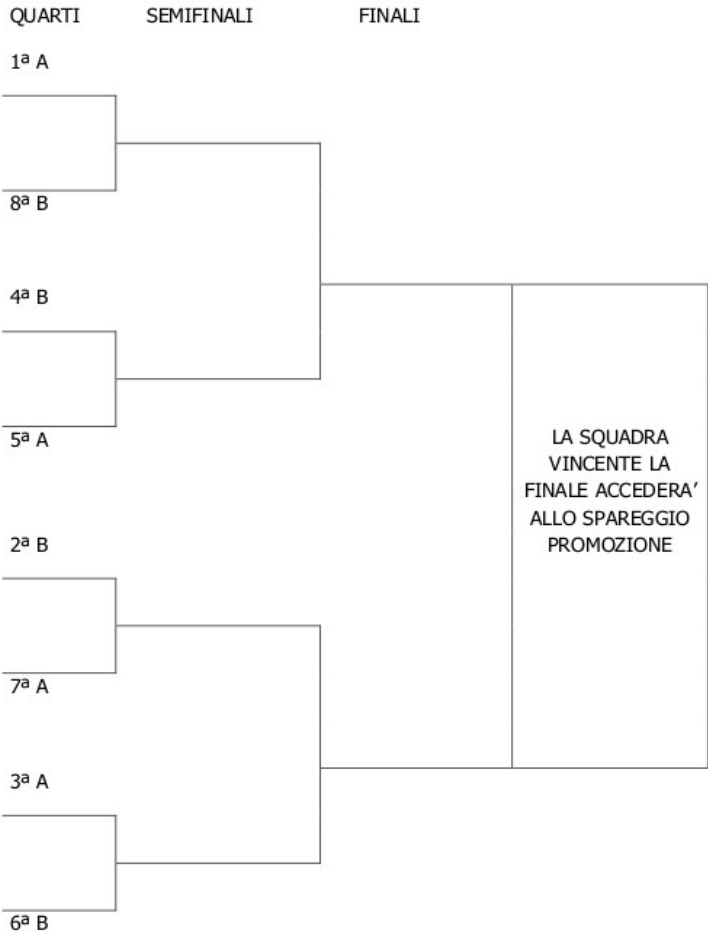 QUARTI SEMIFINALI FINALI
1ª A
8ª B
4ª B
5ª A
LA SQUADRA
VINCENTE LA
FINALE ACCEDERA’
ALLO SPAREGGIO
PROMOZIONE
2ª B
7ª A
3ª A
6ª B